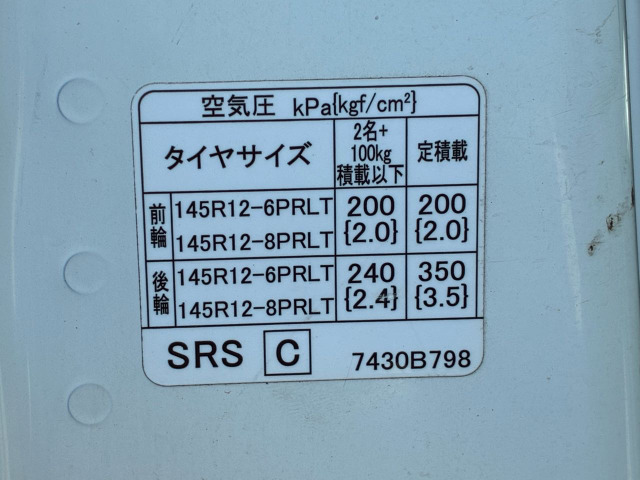 空気圧 kPa{kgf/cm²}
タイヤサイズ
2名+
100kg
積載以下
定積載
前輪
145R12-6PRLT
145R12-8PRLT
200
{2.0}
200
{2.0}
後輪
145R12-6PRLT
145R12-8PRLT
240
{2.4}
350
{3.5}
SRS C 7430B798